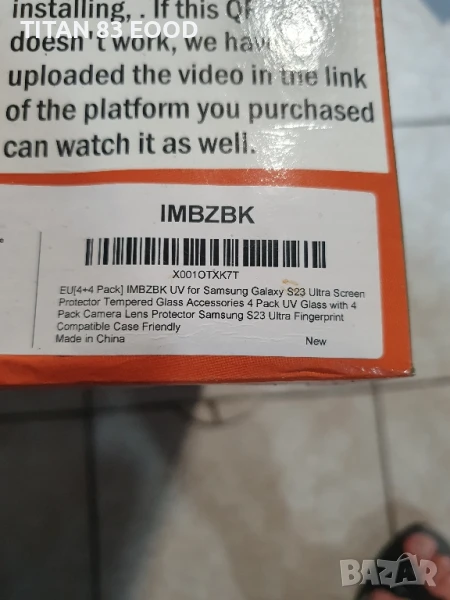 installing, . If this QR
TITAN 83 EOOD
doesn't work, we have
uploaded the video in the link
of the platform you purchased
can watch it as well.
IMBZBK
X001OTXK7T
EU[4+4 Pack] IMBZBK UV for Samsung Galaxy S23 Ultra Screen
Protector Tempered Glass Accessories 4 Pack UV Glass with 4
Pack Camera Lens Protector Samsung S23 Ultra Fingerprint
Compatible Case Friendly
Made in China New
BAZAR